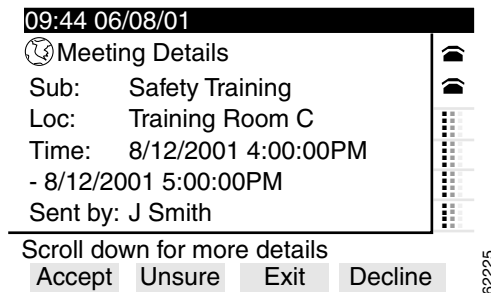 09:44 06/08/01
Meeting Details
Sub: Safety Training
Loc: Training Room C
Time: 8/12/2001 4:00:00PM
- 8/12/2001 5:00:00PM
Sent by: J Smith
Scroll down for more details
Accept Unsure Exit Decline
62225